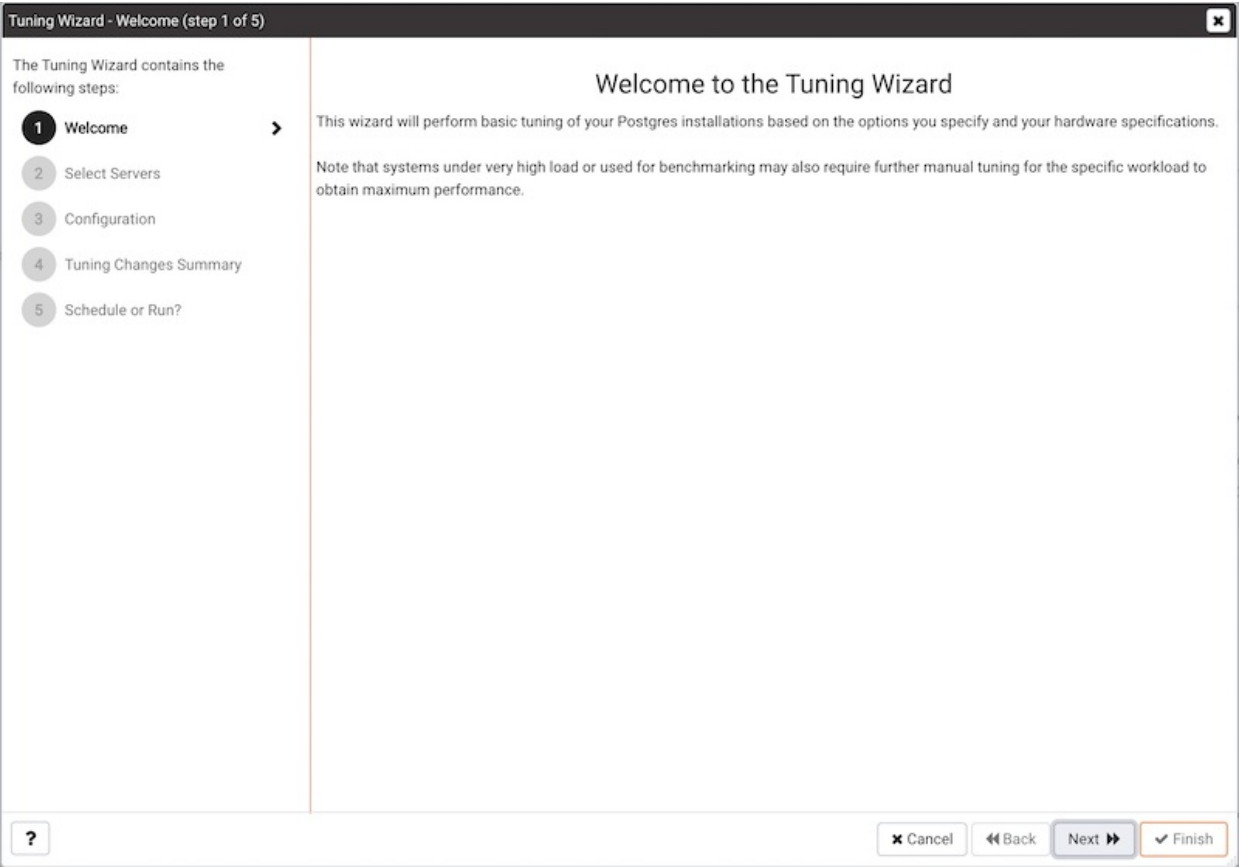 Tuning Wizard - Welcome (step 1 of 5)
The Tuning Wizard contains the
following steps:
1 Welcome
2 Select Servers
3 Configuration
4 Tuning Changes Summary
5 Schedule or Run?
Welcome to the Tuning Wizard
This wizard will perform basic tuning of your Postgres installations based on the options you specify and your hardware specifications.
Note that systems under very high load or used for benchmarking may also require further manual tuning for the specific workload to
obtain maximum performance.
? Cancel Back Next Finish